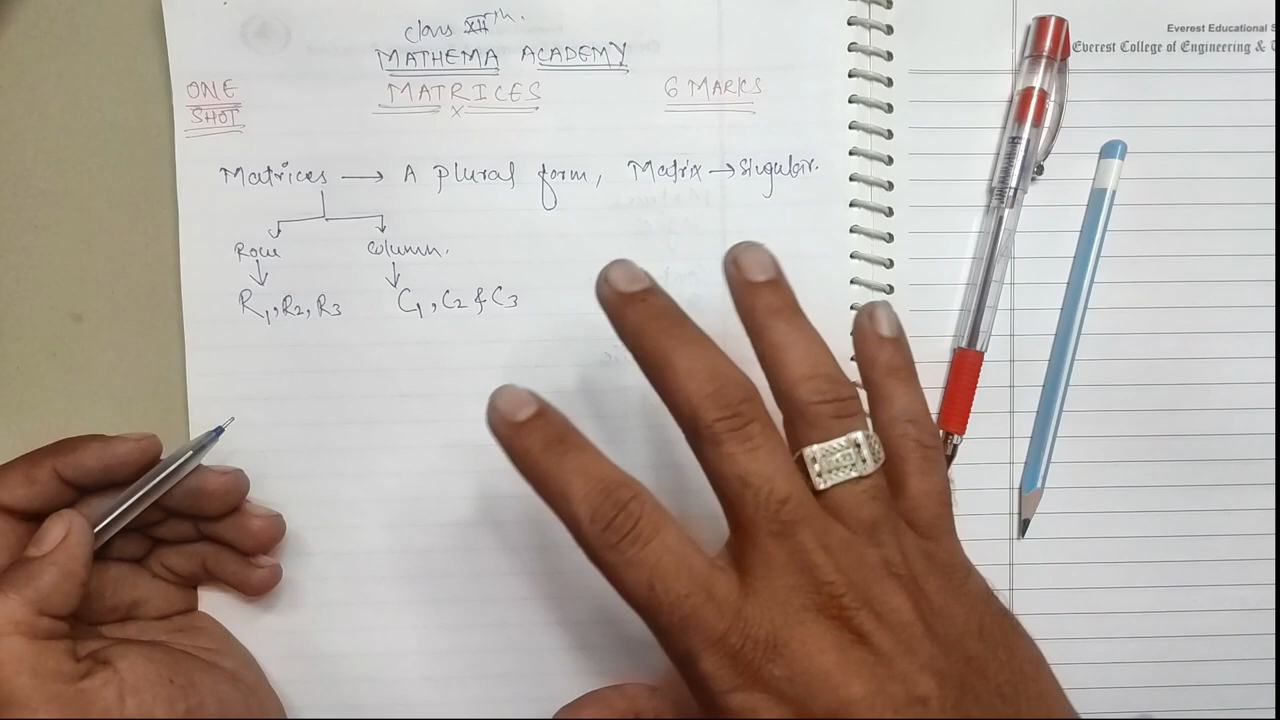 Class XIIth.
MATHEMA ACADEMY
ONE SHOT
MATRICES
x
6 MARKS
Matrices → A plural form, Matrix → Singular.
Row Column.
R1, R2, R3 C1, C2 & C3
Everest Educational S
Everest College of Engineering &